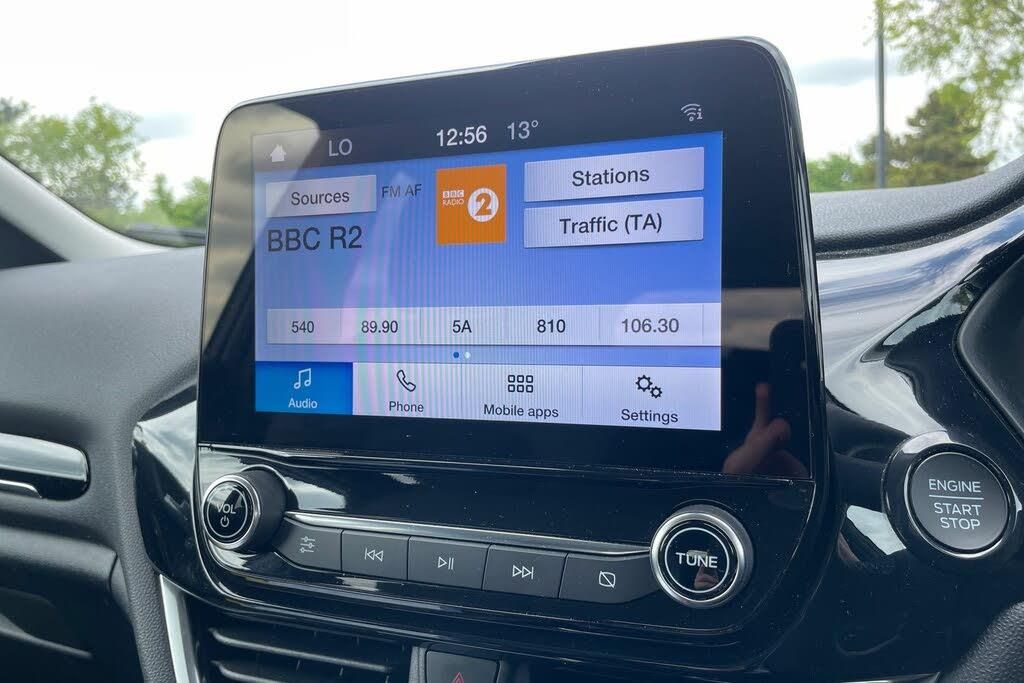 LO 12:56 13°
Sources FM AF
BBC RADIO 2
Stations
BBC R2
Traffic (TA)
540 89.90 5A 810 106.30
Audio Phone Mobile apps Settings
VOL
TUNE
ENGINE
START
STOP